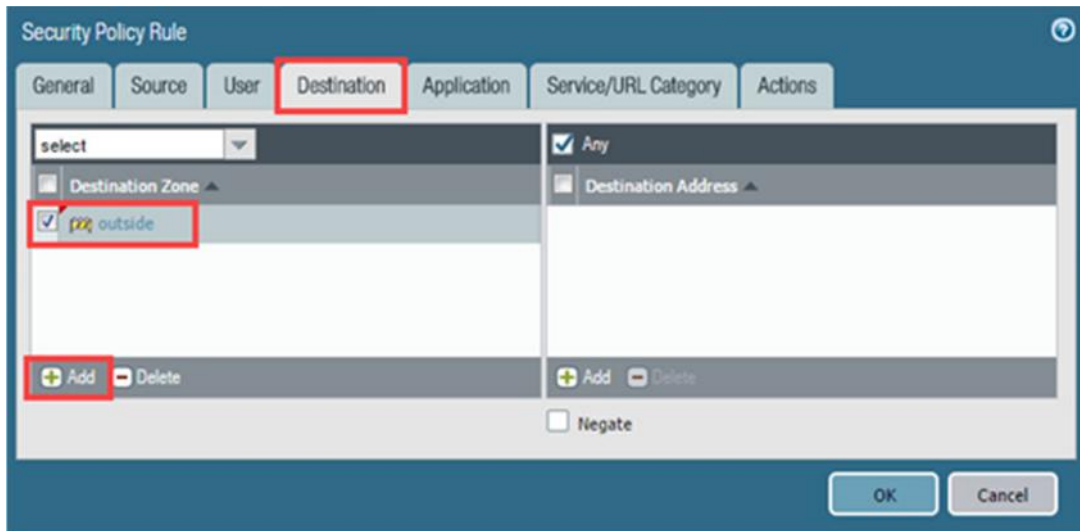 Security Policy Rule
General Source User Destination Application Service/URL Category Actions
select Any
Destination Zone Destination Address
outside
Add Delete Add Delete
Negate
OK Cancel